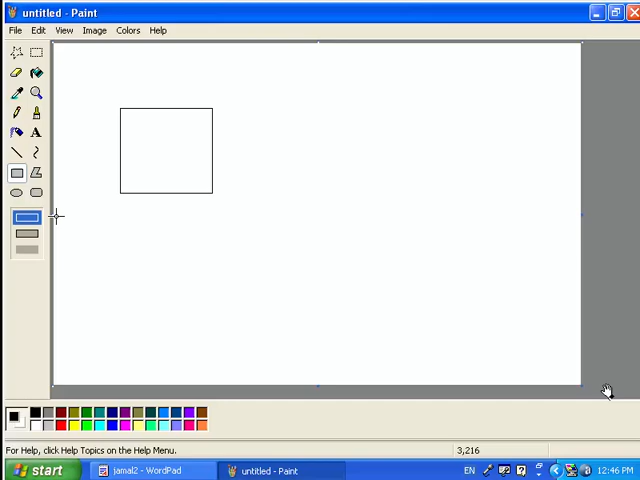 untitled - Paint
File Edit View Image Colors Help
A
For Help, click Help Topics on the Help Menu.
3,216
start
jamal2 - WordPad
untitled - Paint
EN
12:46 PM